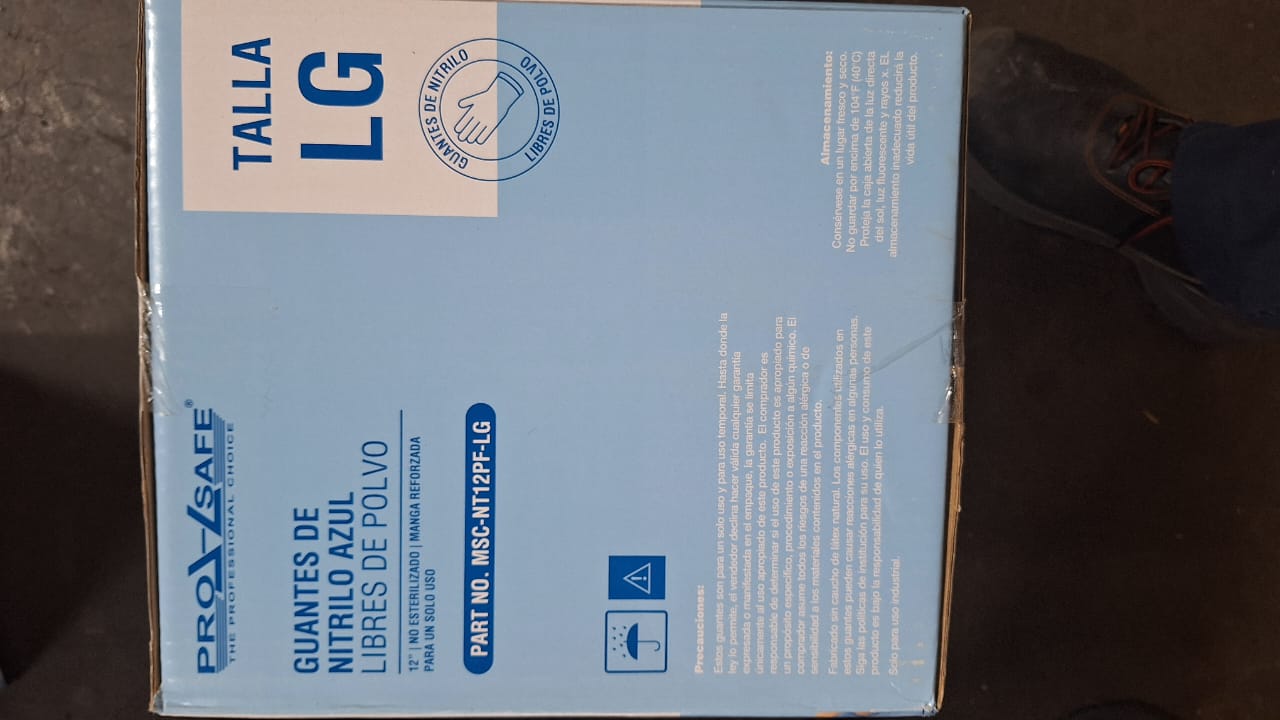 PRO-SAFE®
THE PROFESSIONAL CHOICE
TALLA
LG
GUANTES DE
NITRILO AZUL
LIBRES DE POLVO
12" | NO ESTERILIZADO | MANGA REFORZADA
PARA UN SOLO USO
GUANTES DE NITRILO
LIBRES DE POLVO
PART NO. MSC-NT12PF-LG
Precauciones:
Estos guantes son para un solo uso y para uso temporal. Hasta donde la
ley lo permite, el vendedor declina hacer válida cualquier garantía
expresada o manifestada en el empaque, la garantía se limita
únicamente al uso apropiado de este producto. El comprador es
responsable de determinar si el uso de este producto es apropiado para
un propósito específico, procedimiento o exposición a algún químico. El
comprador asume todos los riesgos de una reacción alérgica o de
sensibilidad a los materiales contenidos en el producto.
Fabricado sin caucho de látex natural. Los componentes utilizados en
estos guantes pueden causar reacciones alérgicas en algunas personas.
Siga las políticas de institución para su uso. El uso y consumo de este
producto es bajo la responsabilidad de quien lo utiliza.
Solo para uso industrial.
Almacenamiento:
Consérvese en un lugar fresco y seco.
No guardar por encima de 104°F (40°C)
Proteja la caja abierta de la luz directa
del sol, luz fluorescente y rayos x. EL
almacenamiento inadecuado reducirá la
vida útil del producto.